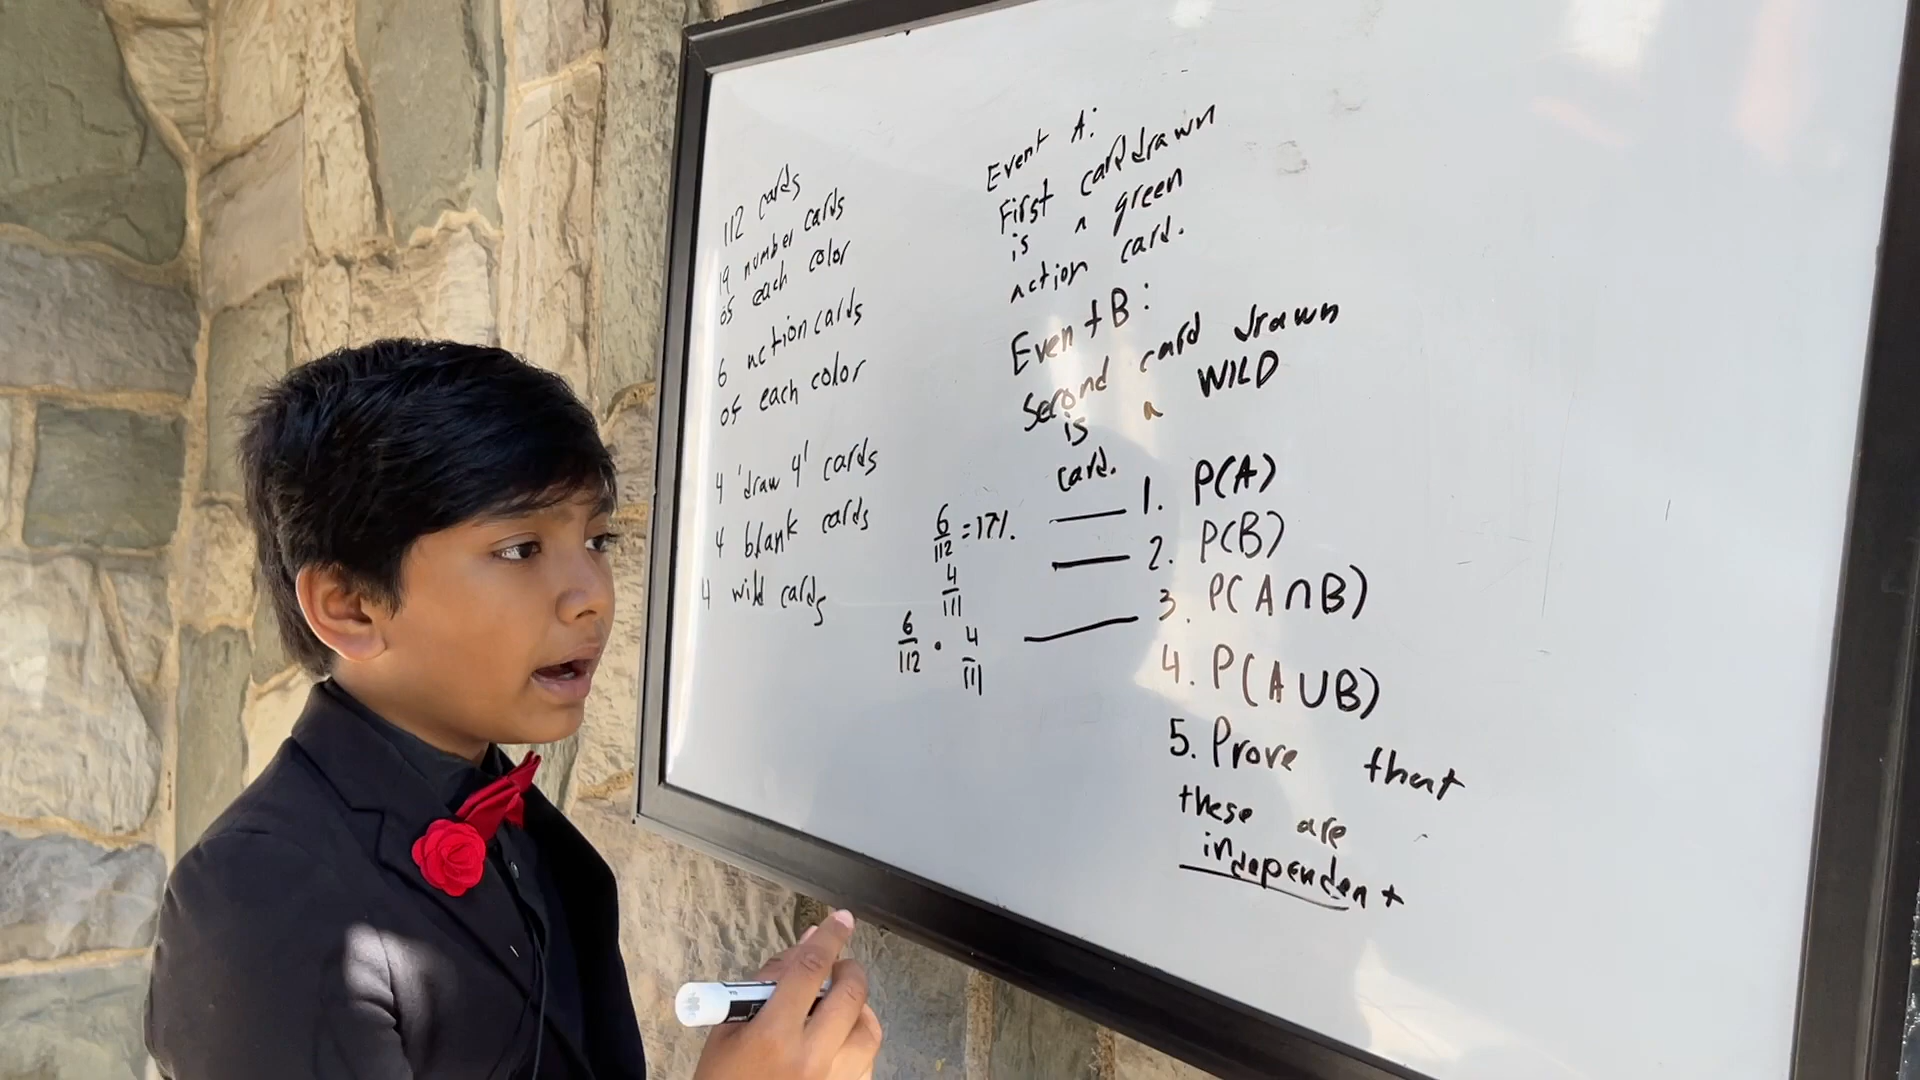 112 cards
19 number cards
of each color
6 action cards
of each color
4 'draw 4' cards
4 blank cards
4 wild cards
Event A:
First card drawn
is a green
action card.
Event B:
Second card drawn
is a WILD
card.
6/112 = 17%.
4/111
6/112 · 4/111
1. P(A)
2. P(B)
3. P(A∩B)
4. P(A∪B)
5. Prove that
these are
independent